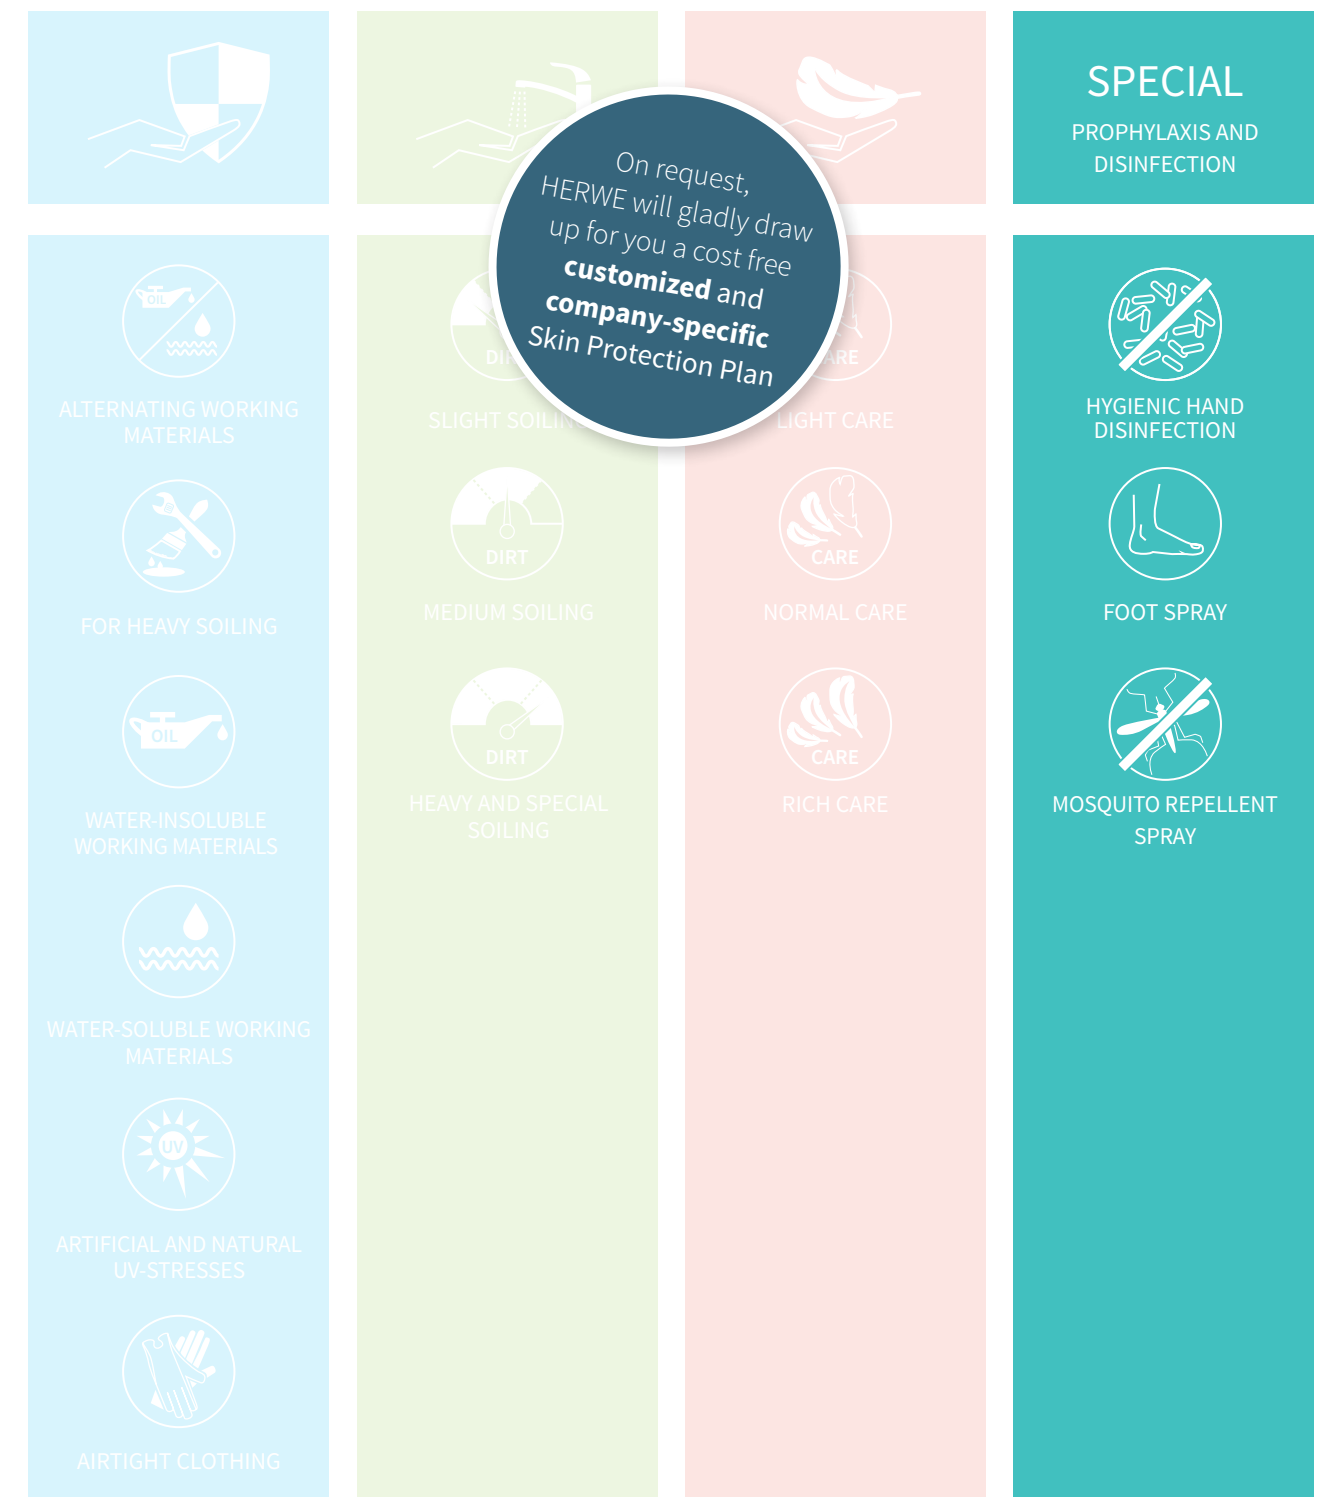 SPECIAL
PROPHYLAXIS AND
DISINFECTION
On request,
HERWE will gladly draw
up for you a cost free
customized and
company-specific
Skin Protection Plan
OIL
ALTERNATING WORKING
MATERIALS
FOR HEAVY SOILING
OIL
WATER-INSOLUBLE
WORKING MATERIALS
WATER-SOLUBLE WORKING
MATERIALS
UV
ARTIFICIAL AND NATURAL
UV-STRESSES
AIRTIGHT CLOTHING
SLIGHT
DIRT
MEDIUM SOILING
DIRT
HEAVY AND SPECIAL
SOILING
LIGHT CARE
CARE
NORMAL CARE
CARE
RICH CARE
HYGIENIC HAND
DISINFECTION
FOOT SPRAY
MOSQUITO REPELLENT
SPRAY